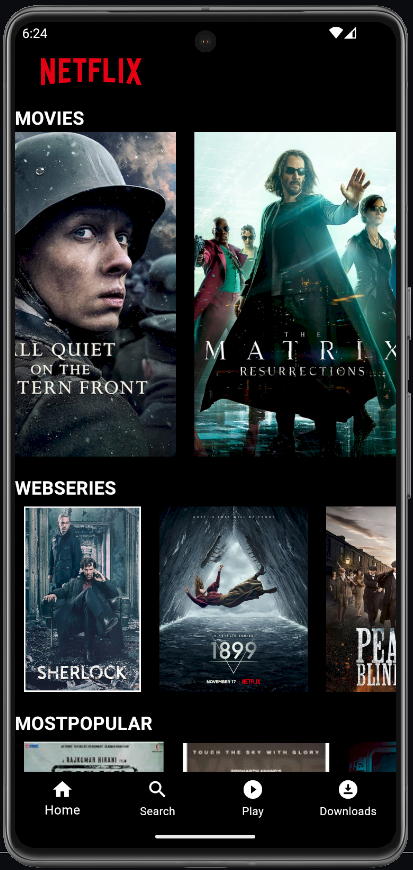 6:24
NETFLIX
MOVIES
LL QUIET
ON THE
TERN FRONT
THE
MATRIX
RESURRECTIONS
WEBSERIES
SHERLOCK
1899
NOVEMBER 17
NETFLIX
PEA
BLIN
MOSTPOPULAR
RAJKUMAR HIRANI
TOUCH THE SKY WITH GLORY
Home
Search
Play
Downloads